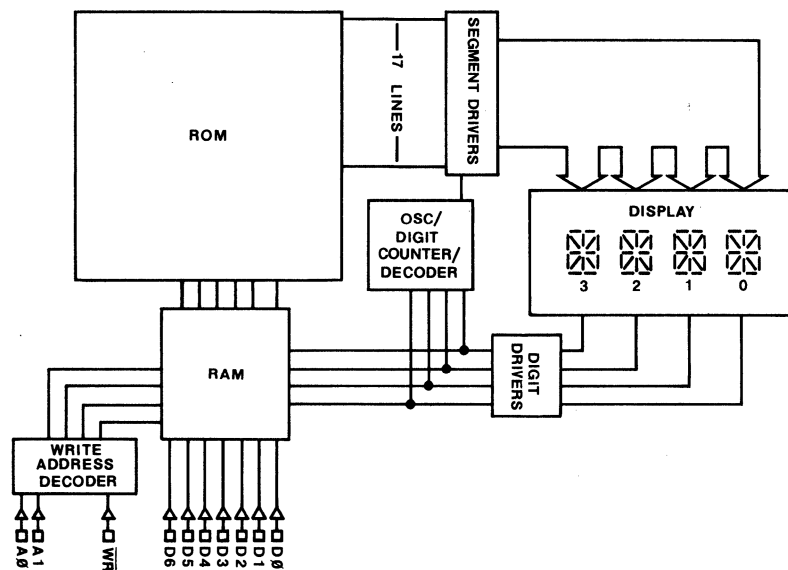 ROM
— 17 LINES —
SEGMENT DRIVERS
OSC/
DIGIT
COUNTER/
DECODER
DISPLAY
3 2 1 0
RAM
DIGIT
DRIVERS
WRITE
ADDRESS
DECODER
AØ A1 WR D6 D5 D4 D3 D2 D1 DØ